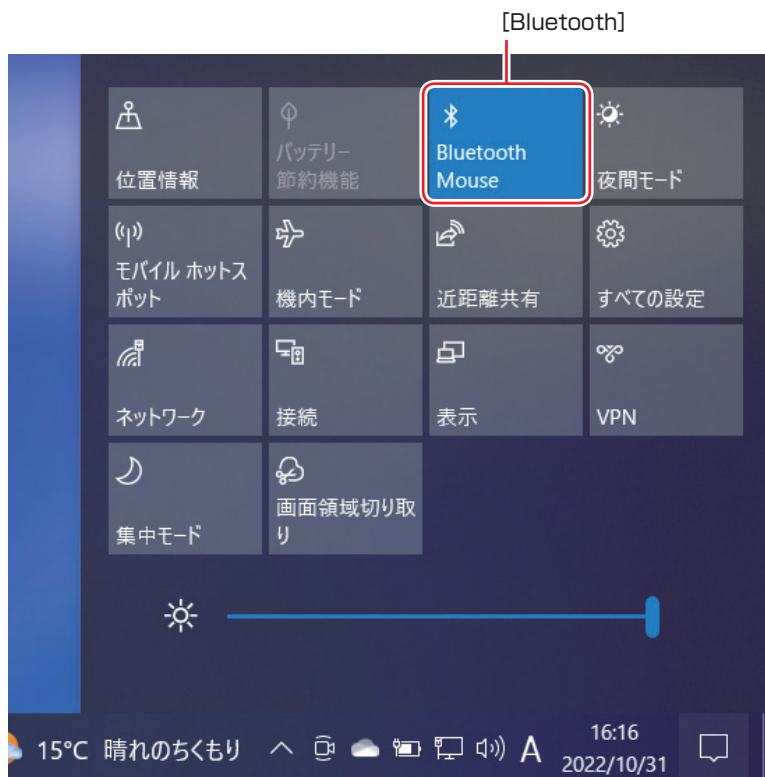 [Bluetooth]
位置情報
バッテリー
節約機能
Bluetooth
Mouse
夜間モード
モバイル ホットス
ポット
機内モード
近距離共有
すべての設定
ネットワーク
接続
表示
VPN
集中モード
画面領域切り取
り
15°C 晴れのちくもり
A
16:16
2022/10/31